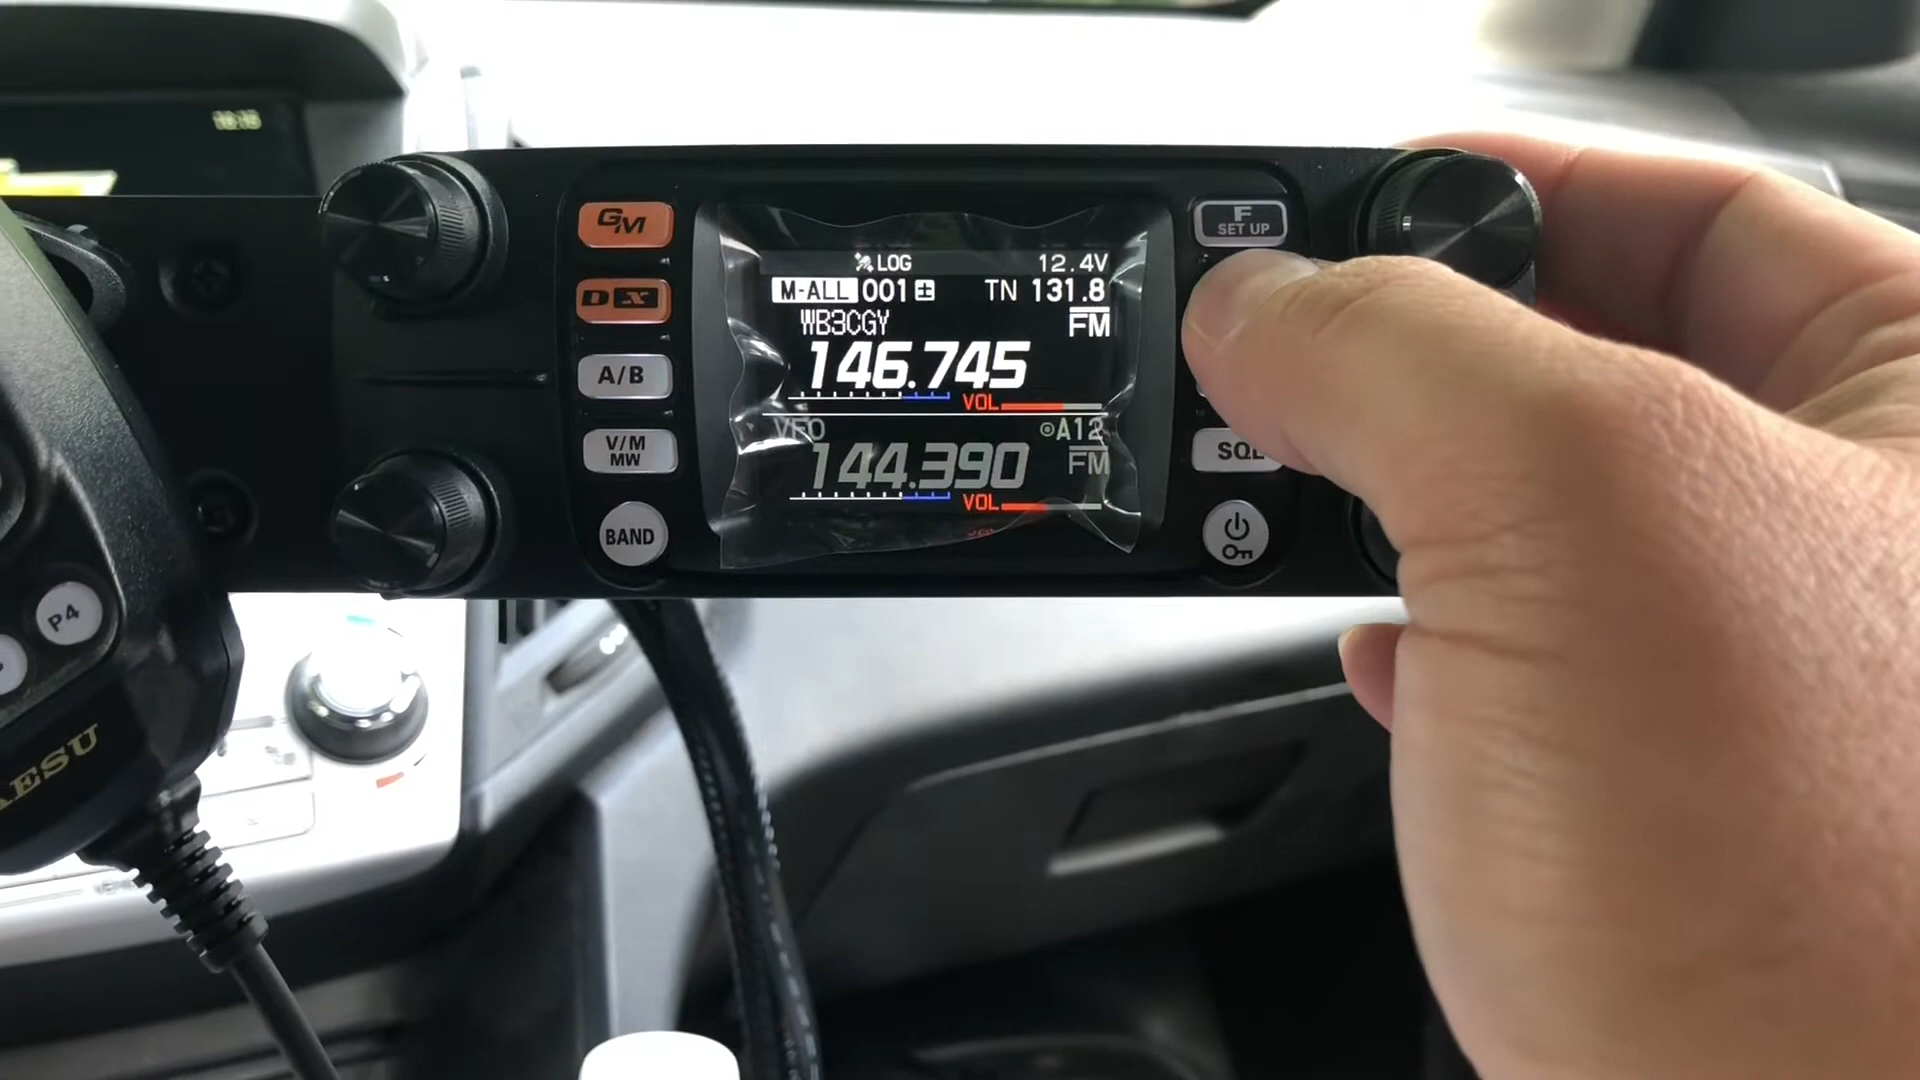 GM
F
SET UP
LOG 12.4V
M-ALL 001 ± TN 131.8
WB3CGY FM
146.745
VOL
VFO A12
144.390 FM
VOL
DX
A/B
V/M
MW
BAND
SQL
P4
AESU